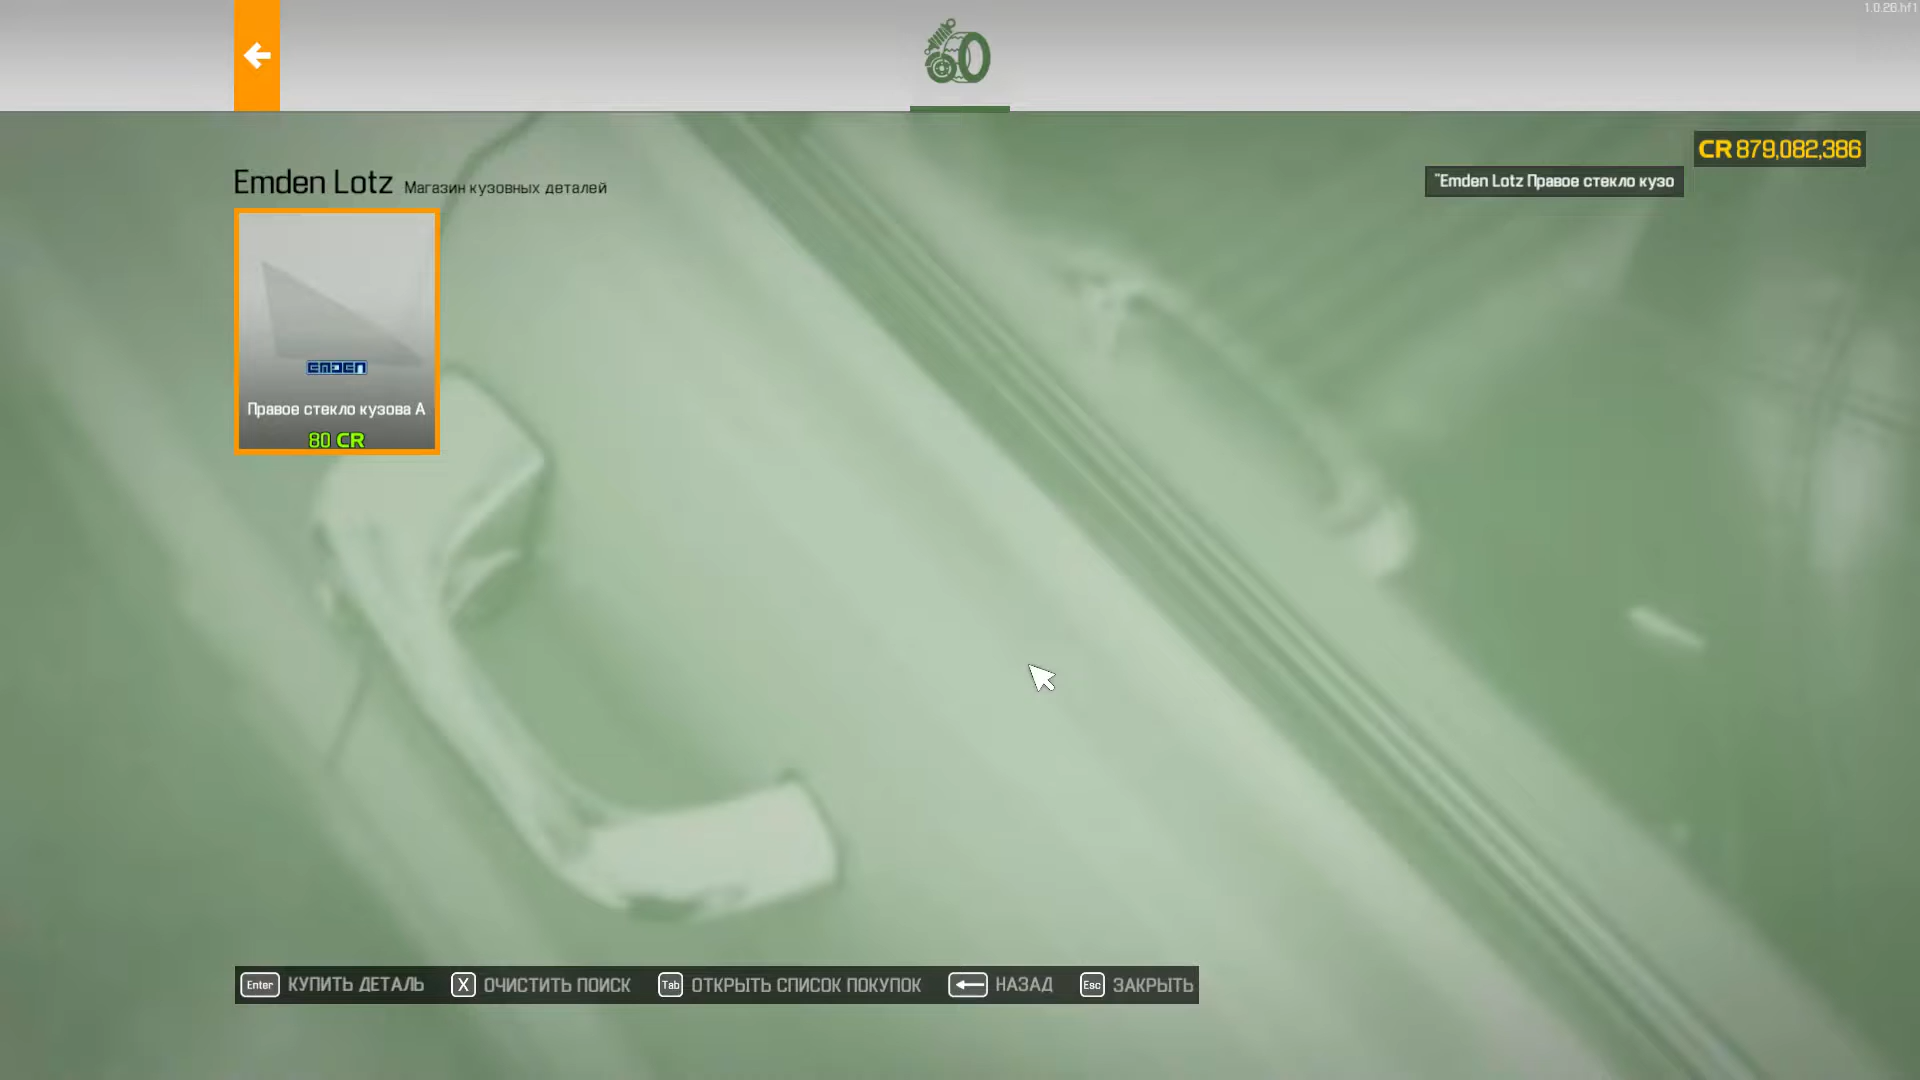 1.0.26.hf1
CR 879,082,386
Emden Lotz Магазин кузовных деталей
"Emden Lotz Правое стекло кузо
EMDEN
Правое стекло кузова A
80 CR
Enter КУПИТЬ ДЕТАЛЬ X ОЧИСТИТЬ ПОИСК Tab ОТКРЫТЬ СПИСОК ПОКУПОК НАЗАД Esc ЗАКРЫТЬ